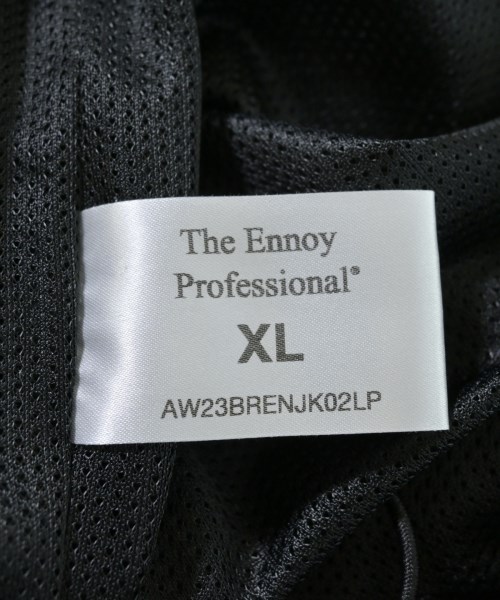 The Ennoy
Professional®
XL
AW23BRENJK02LP